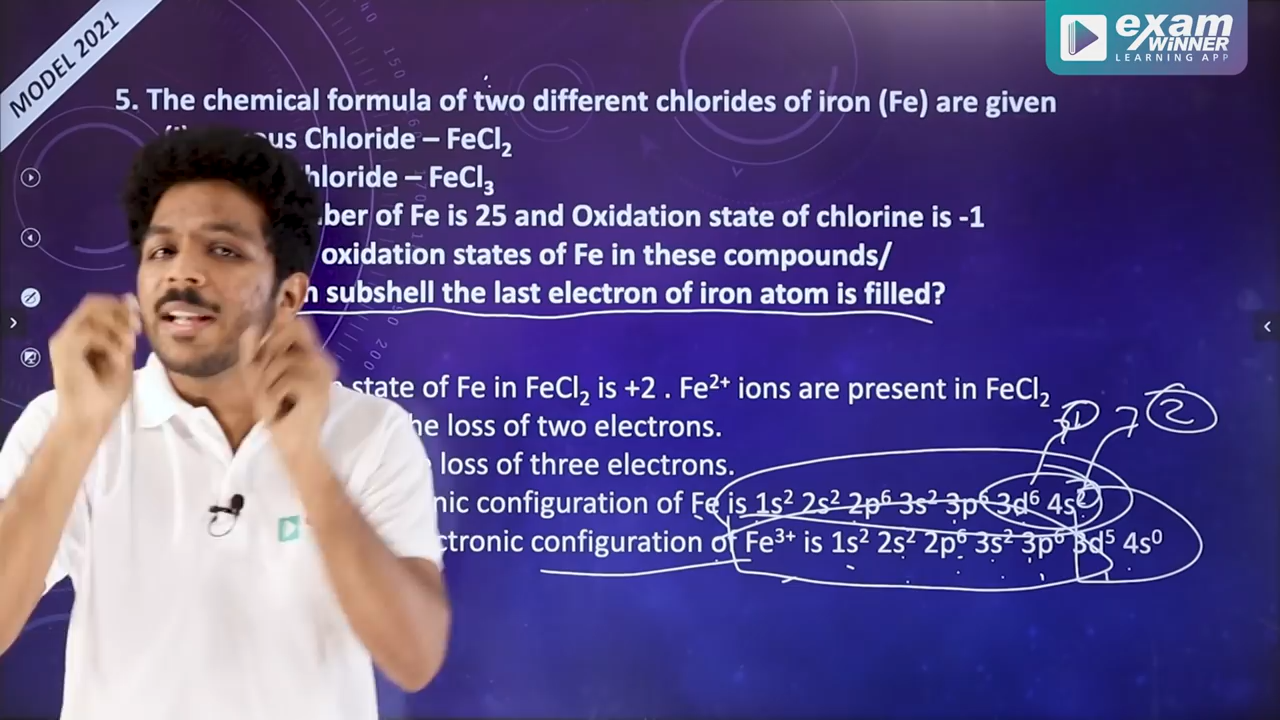 MODEL 2021
exam
WiNNER
LEARNING APP
5. The chemical formula of two different chlorides of iron (Fe) are given
us Chloride – FeCl₂
hloride – FeCl₃
ber of Fe is 25 and Oxidation state of chlorine is -1
oxidation states of Fe in these compounds/
n subshell the last electron of iron atom is filled?
state of Fe in FeCl₂ is +2 . Fe²⁺ ions are present in FeCl₂
he loss of two electrons.
loss of three electrons.
nic configuration of Fe is 1s² 2s² 2p⁶ 3s² 3p⁶ 3d⁶ 4s²
ctronic configuration of Fe³⁺ is 1s² 2s² 2p⁶ 3s² 3p⁶ 3d⁵ 4s⁰
1
2